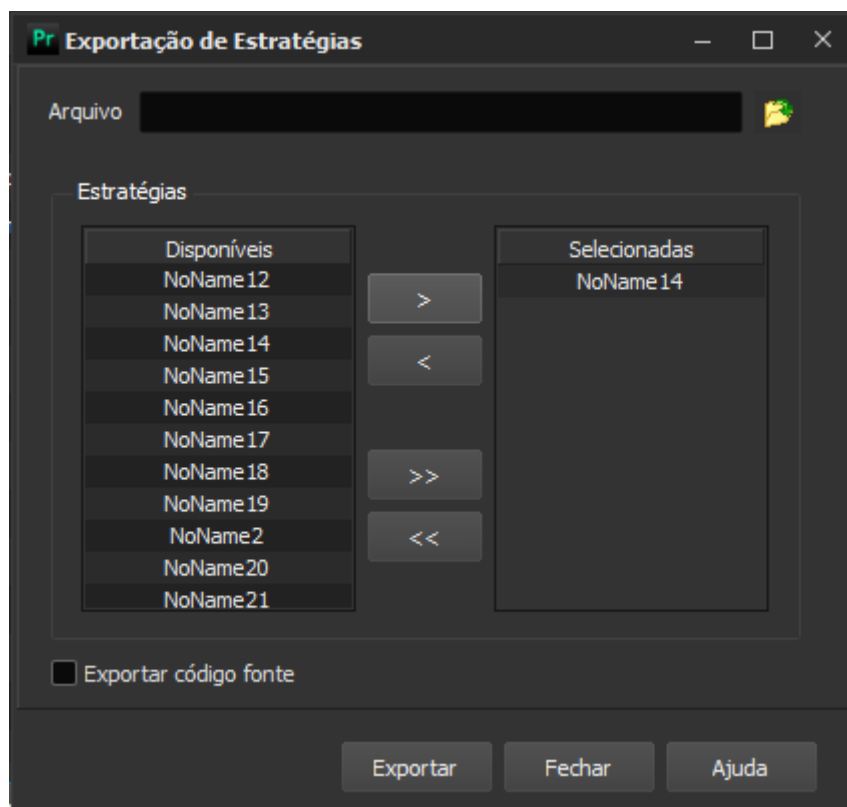 Pr Exportação de Estratégias
Arquivo
Estratégias
Disponíveis
NoName12
NoName13
NoName14
NoName15
NoName16
NoName17
NoName18
NoName19
NoName2
NoName20
NoName21
>
<
>>
<<
Selecionadas
NoName14
Exportar código fonte
Exportar
Fechar
Ajuda